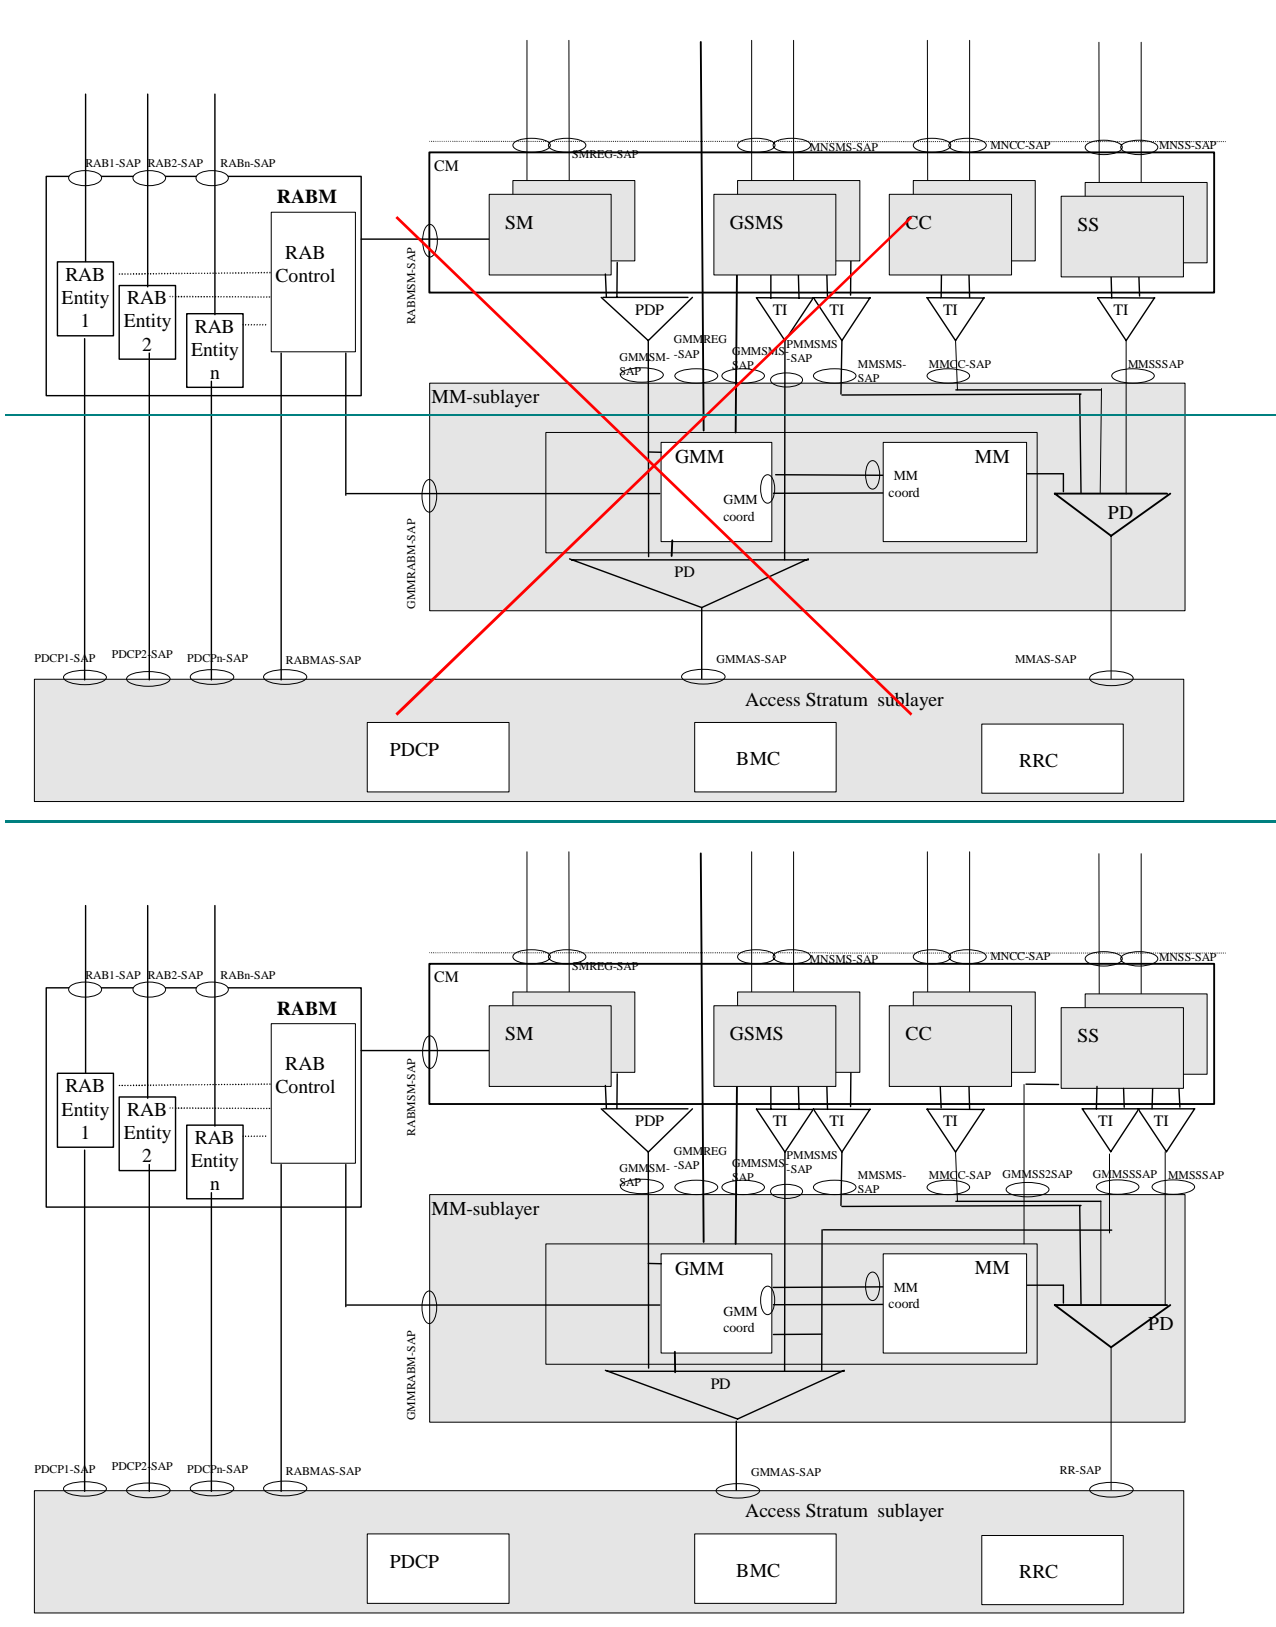 SMREG-SAP
MNSMS-SAP
MNCC-SAP
MNSS-SAP
RAB1-SAP RAB2-SAP RABn-SAP
CM
RABM
SM
GSMS
CC
SS
RAB
Control
RABMSM-SAP
RAB
Entity
1
RAB
Entity
2
RAB
Entity
n
PDP
TI
TI
TI
TI
GMMSM-
SAP
GMMREG
-SAP
GMMSMS-
SAP
PMMSMS
-SAP
MMSMS-
SAP
MMCC-SAP
MMSSSAP
MM-sublayer
GMM
GMM
coord
MM
MM
coord
PD
PD
GMMRABM-SAP
PDCP1-SAP
PDCP2-SAP
PDCPn-SAP
RABMAS-SAP
GMMAS-SAP
MMAS-SAP
Access Stratum sublayer
PDCP
BMC
RRC
SMREG-SAP
MNSMS-SAP
MNCC-SAP
MNSS-SAP
RAB1-SAP RAB2-SAP RABn-SAP
CM
RABM
SM
GSMS
CC
SS
RAB
Control
RABMSM-SAP
RAB
Entity
1
RAB
Entity
2
RAB
Entity
n
PDP
TI
TI
TI
TI
TI
GMMSM-
SAP
GMMREG
-SAP
GMMSMS-
SAP
PMMSMS
-SAP
MMSMS-
SAP
MMCC-SAP
GMMSS2SAP
GMMSSSAP
MMSSSAP
MM-sublayer
GMM
GMM
coord
MM
MM
coord
PD
PD
GMMRABM-SAP
PDCP1-SAP
PDCP2-SAP
PDCPn-SAP
RABMAS-SAP
GMMAS-SAP
RR-SAP
Access Stratum sublayer
PDCP
BMC
RRC